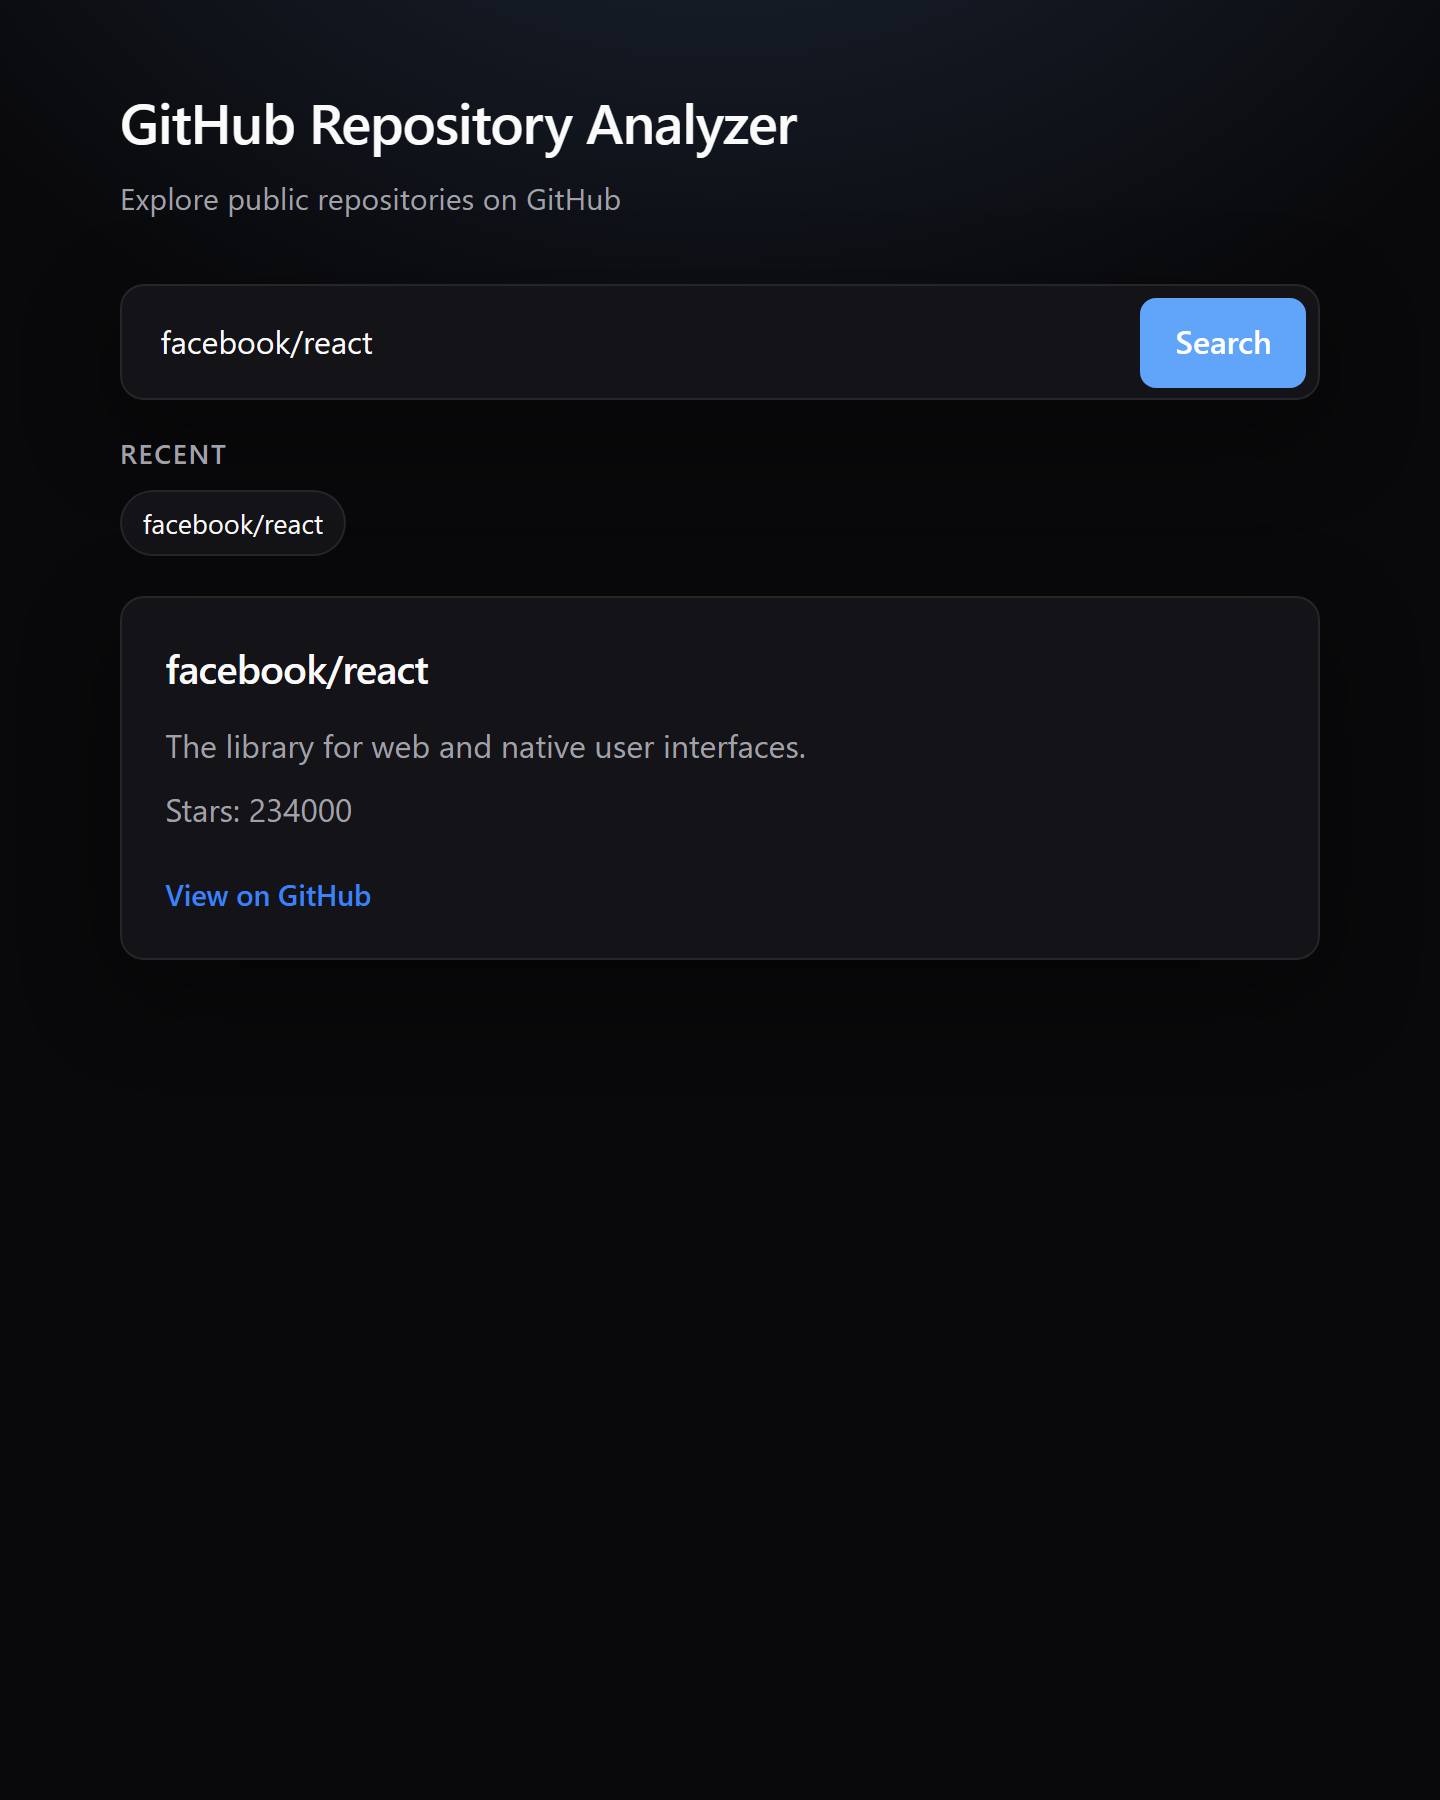 GitHub Repository Analyzer
Explore public repositories on GitHub
facebook/react
Search
RECENT
facebook/react
facebook/react
The library for web and native user interfaces.
Stars: 234000
View on GitHub